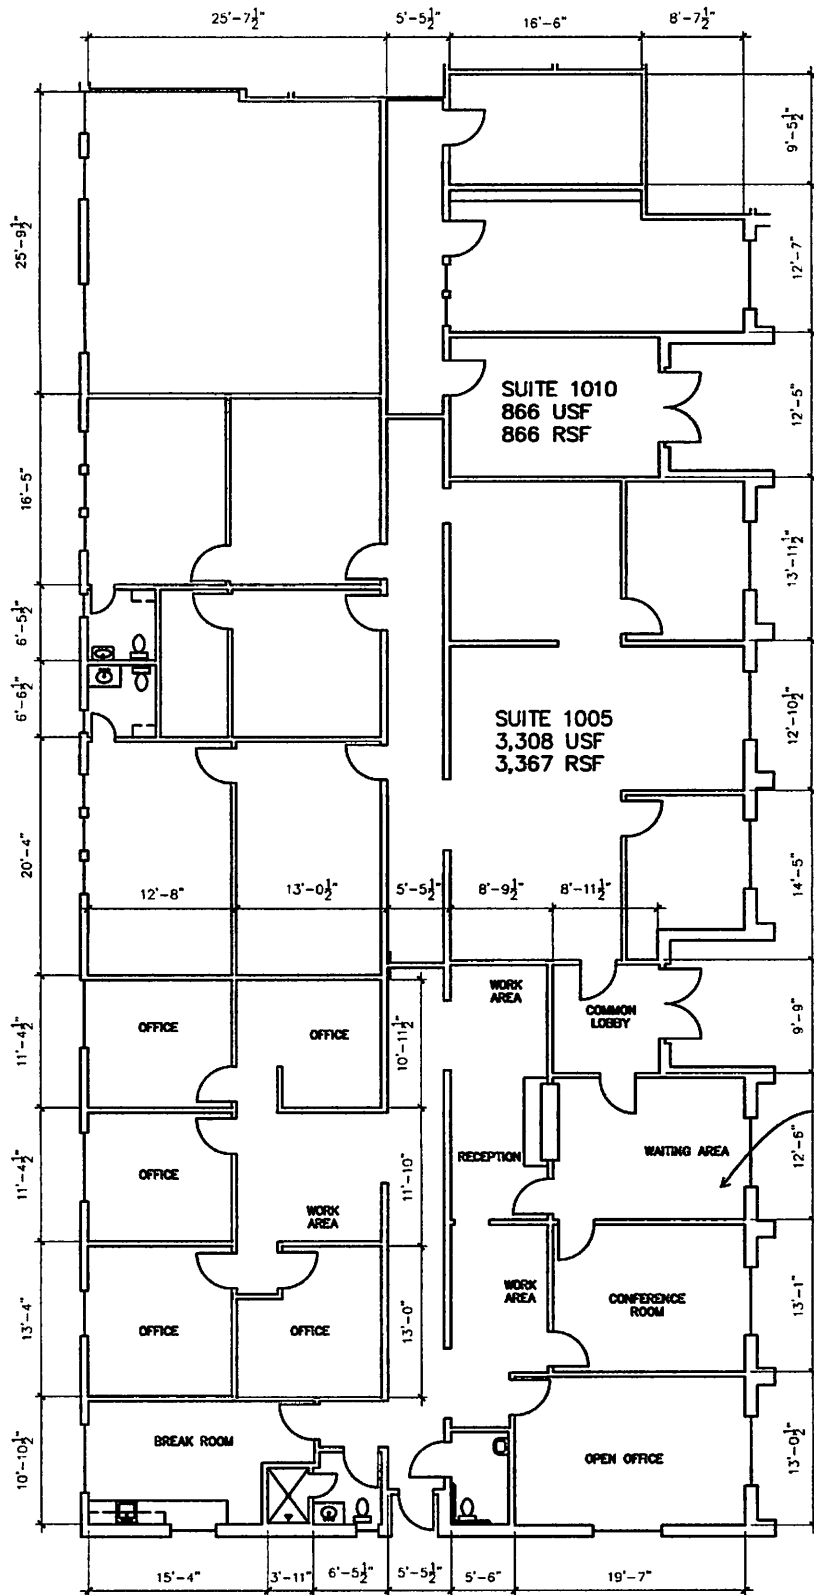 25'-7½"
5'-5½"
16'-6"
8'-7½"
9'-5½"
25'-9½"
12'-7"
SUITE 1010
866 USF
866 RSF
12'-5"
16'-5"
13'-11½"
6'-5½"
6'-6½"
SUITE 1005
3,308 USF
3,367 RSF
12'-10½"
20'-4"
12'-8"
13'-0½"
5'-5½"
8'-9½"
8'-11½"
14'-5"
WORK
AREA
COMMON
LOBBY
9'-9"
11'-4½"
OFFICE
OFFICE
10'-11½"
RECEPTION
WAITING AREA
12'-6"
11'-4½"
OFFICE
WORK
AREA
11'-10"
WORK
AREA
CONFERENCE
ROOM
13'-1"
13'-4"
OFFICE
OFFICE
13'-0"
10'-10½"
BREAK ROOM
OPEN OFFICE
13'-0½"
15'-4"
3'-11"
6'-5½"
5'-5½"
5'-6"
19'-7"